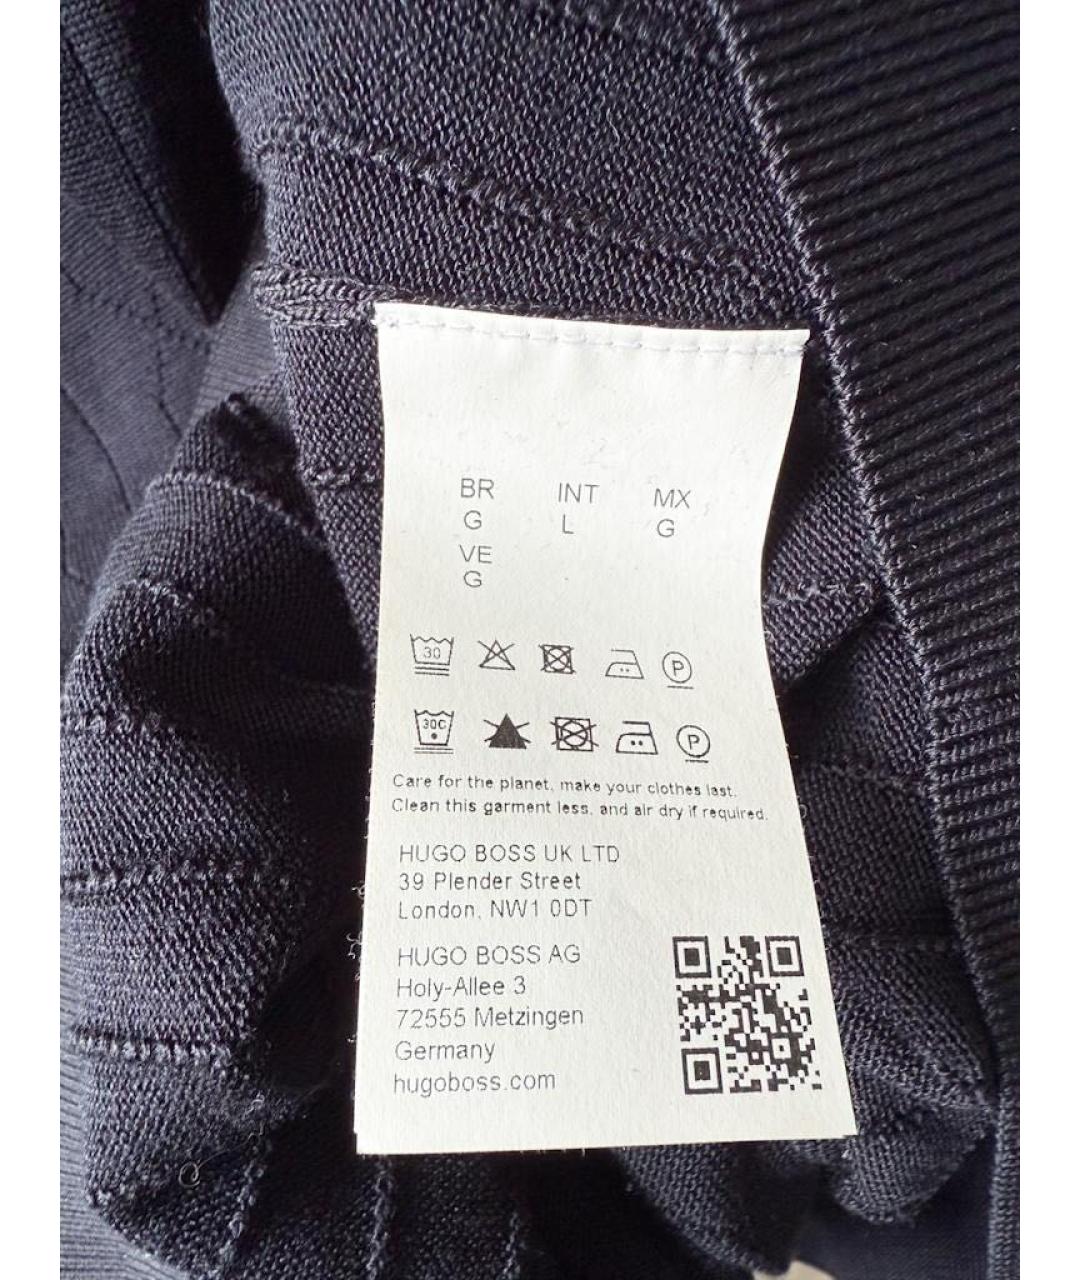 BR INT MX
G L G
VE
G
30 P
30C P
Care for the planet, make your clothes last.
Clean this garment less, and air dry if required.
HUGO BOSS UK LTD
39 Plender Street
London, NW1 0DT
HUGO BOSS AG
Holy-Allee 3
72555 Metzingen
Germany
hugoboss.com